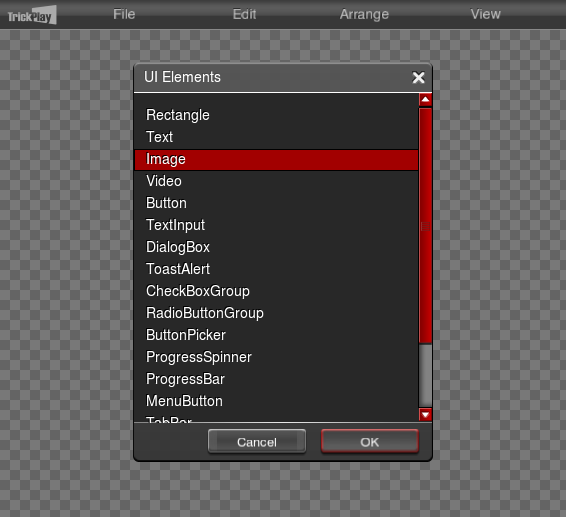 TrickPlay File Edit Arrange View
UI Elements
Rectangle
Text
Image
Video
Button
TextInput
DialogBox
ToastAlert
CheckBoxGroup
RadioButtonGroup
ButtonPicker
ProgressSpinner
ProgressBar
MenuButton
TabBar
Cancel OK